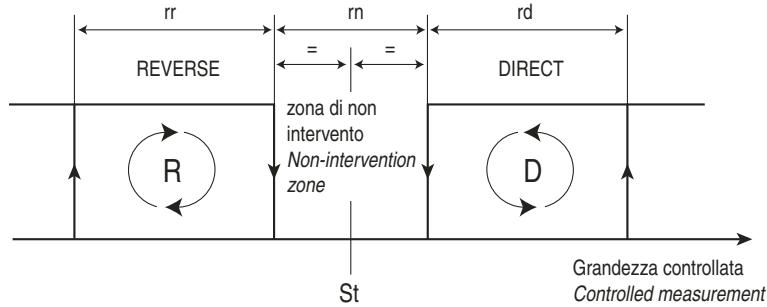 rr
rn
rd
=
=
REVERSE
DIRECT
zona di non
intervento
Non-intervention
zone
R
D
St
Grandezza controllata
Controlled measurement